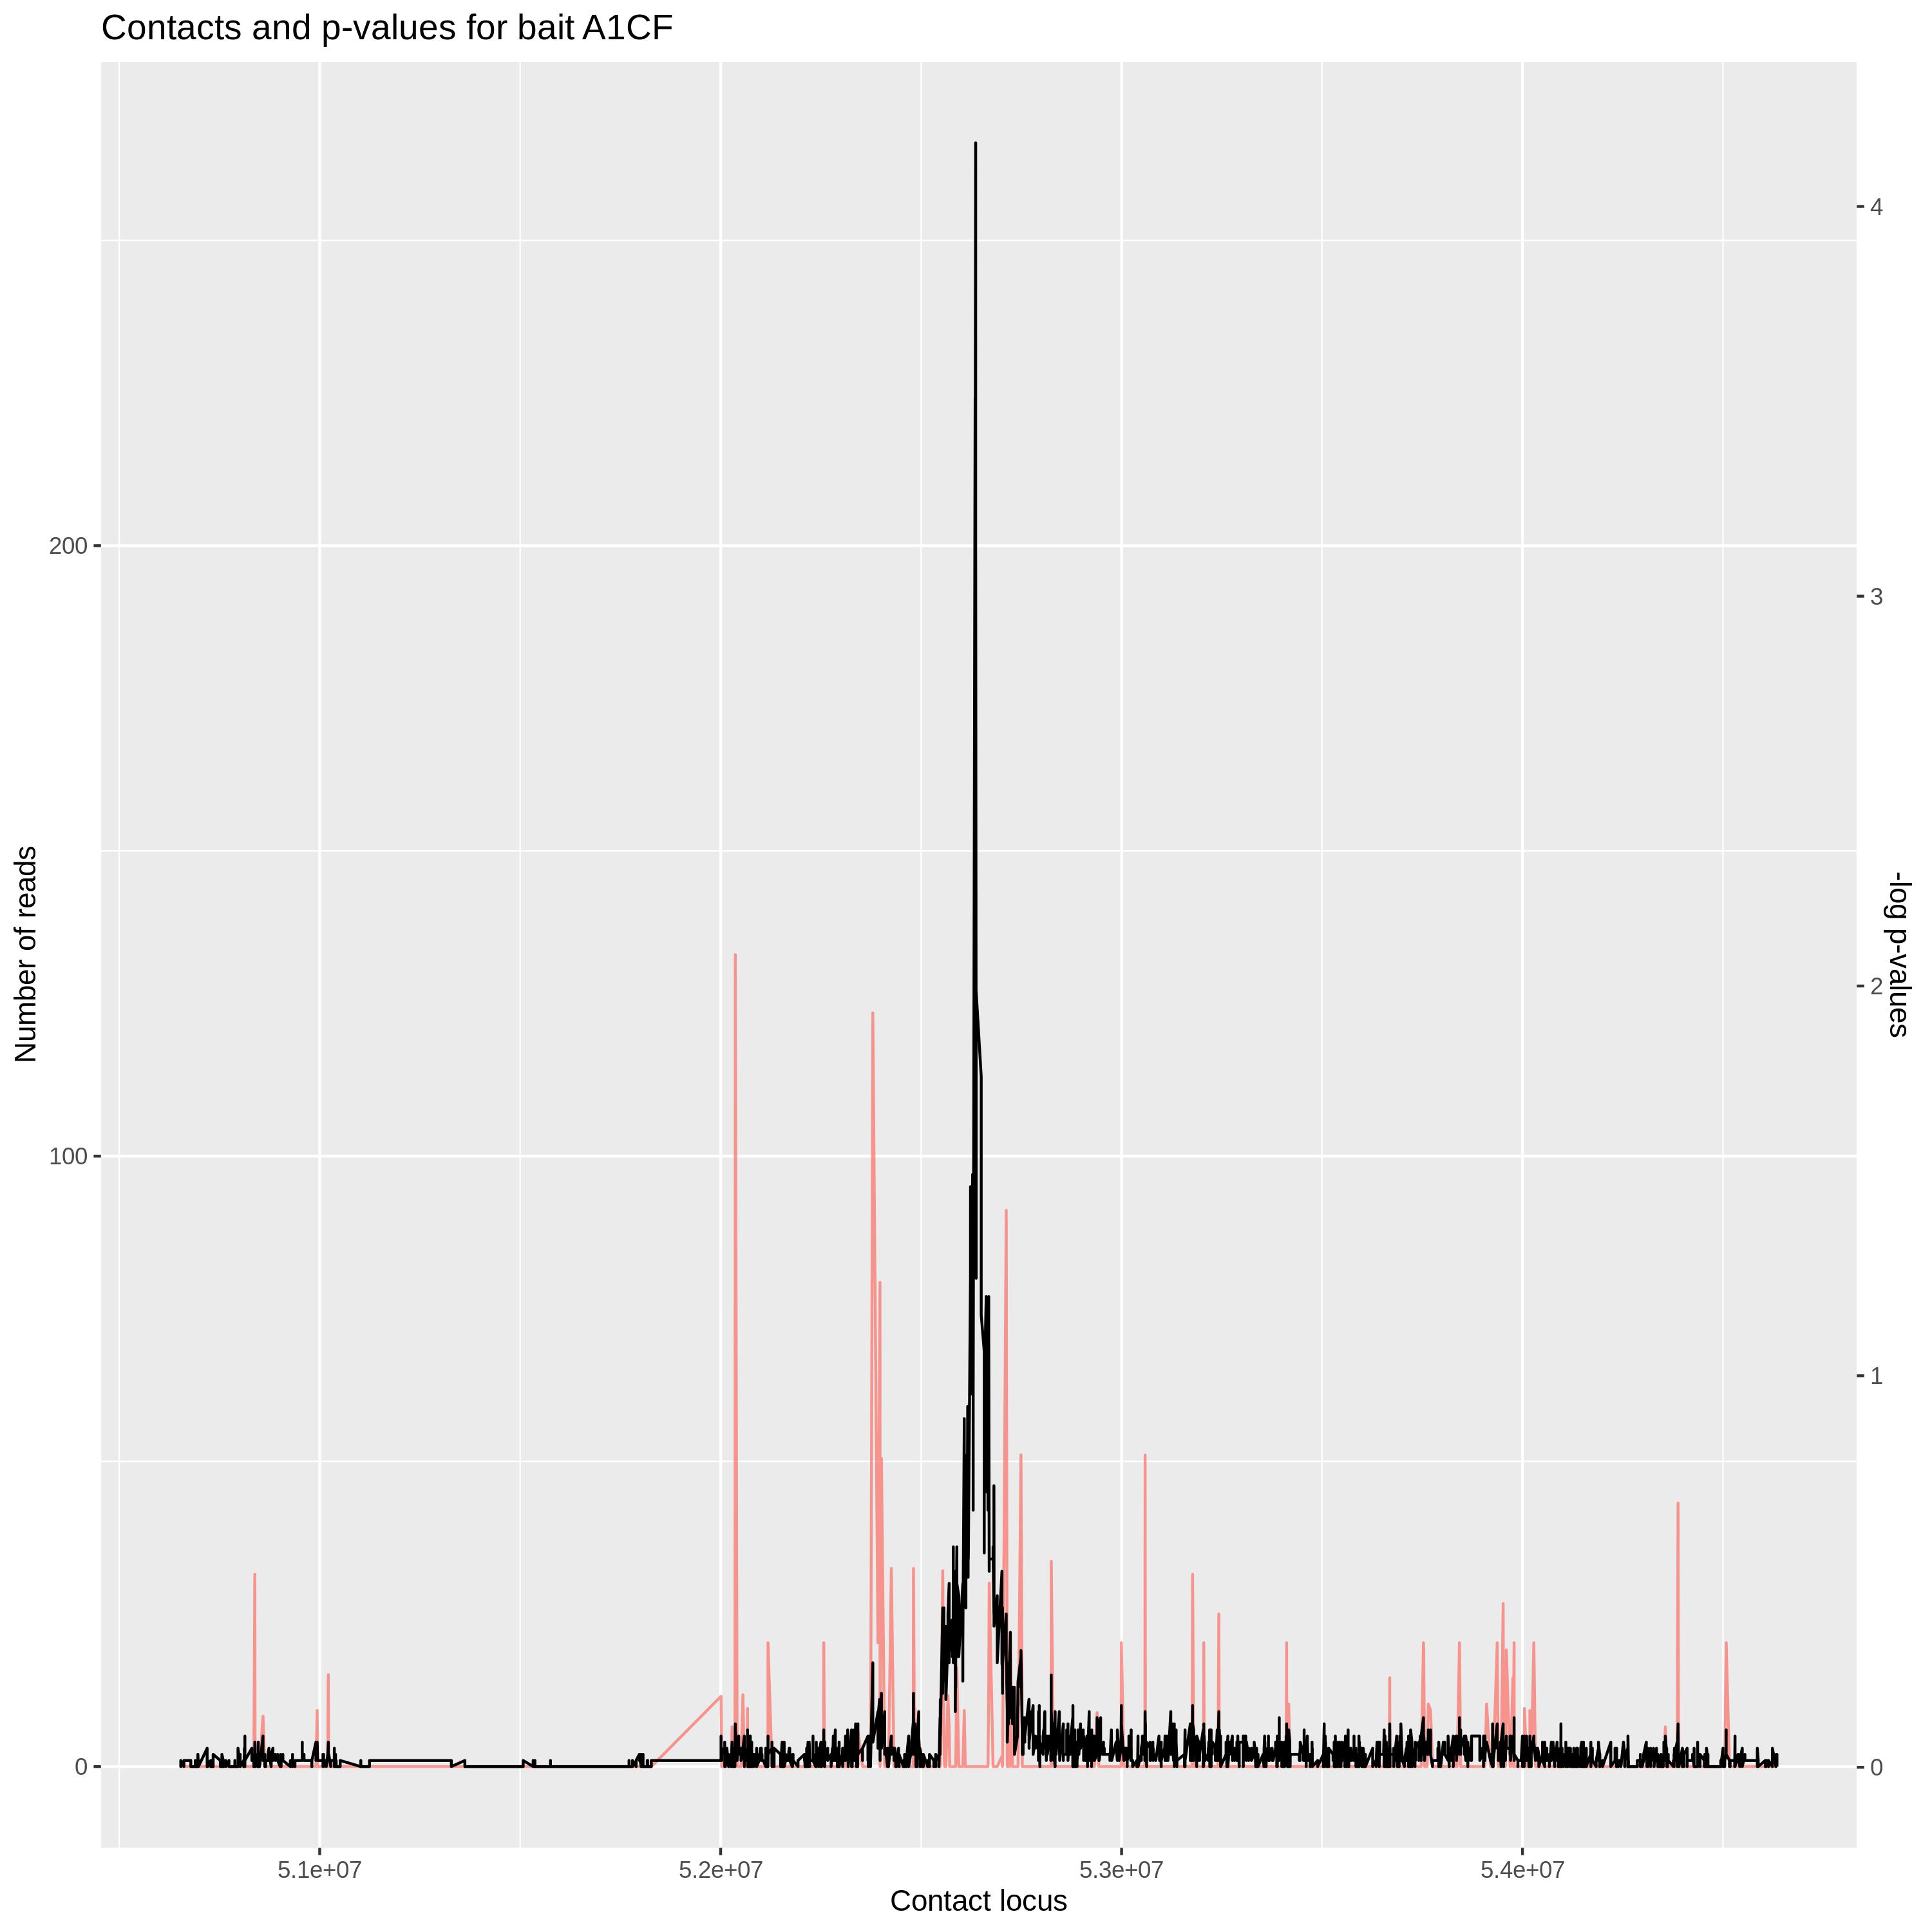 Contacts and p-values for bait A1CF
Number of reads
200
100
0
4
3
2
1
0
-log p-values
5.1e+07
5.2e+07
5.3e+07
5.4e+07
Contact locus